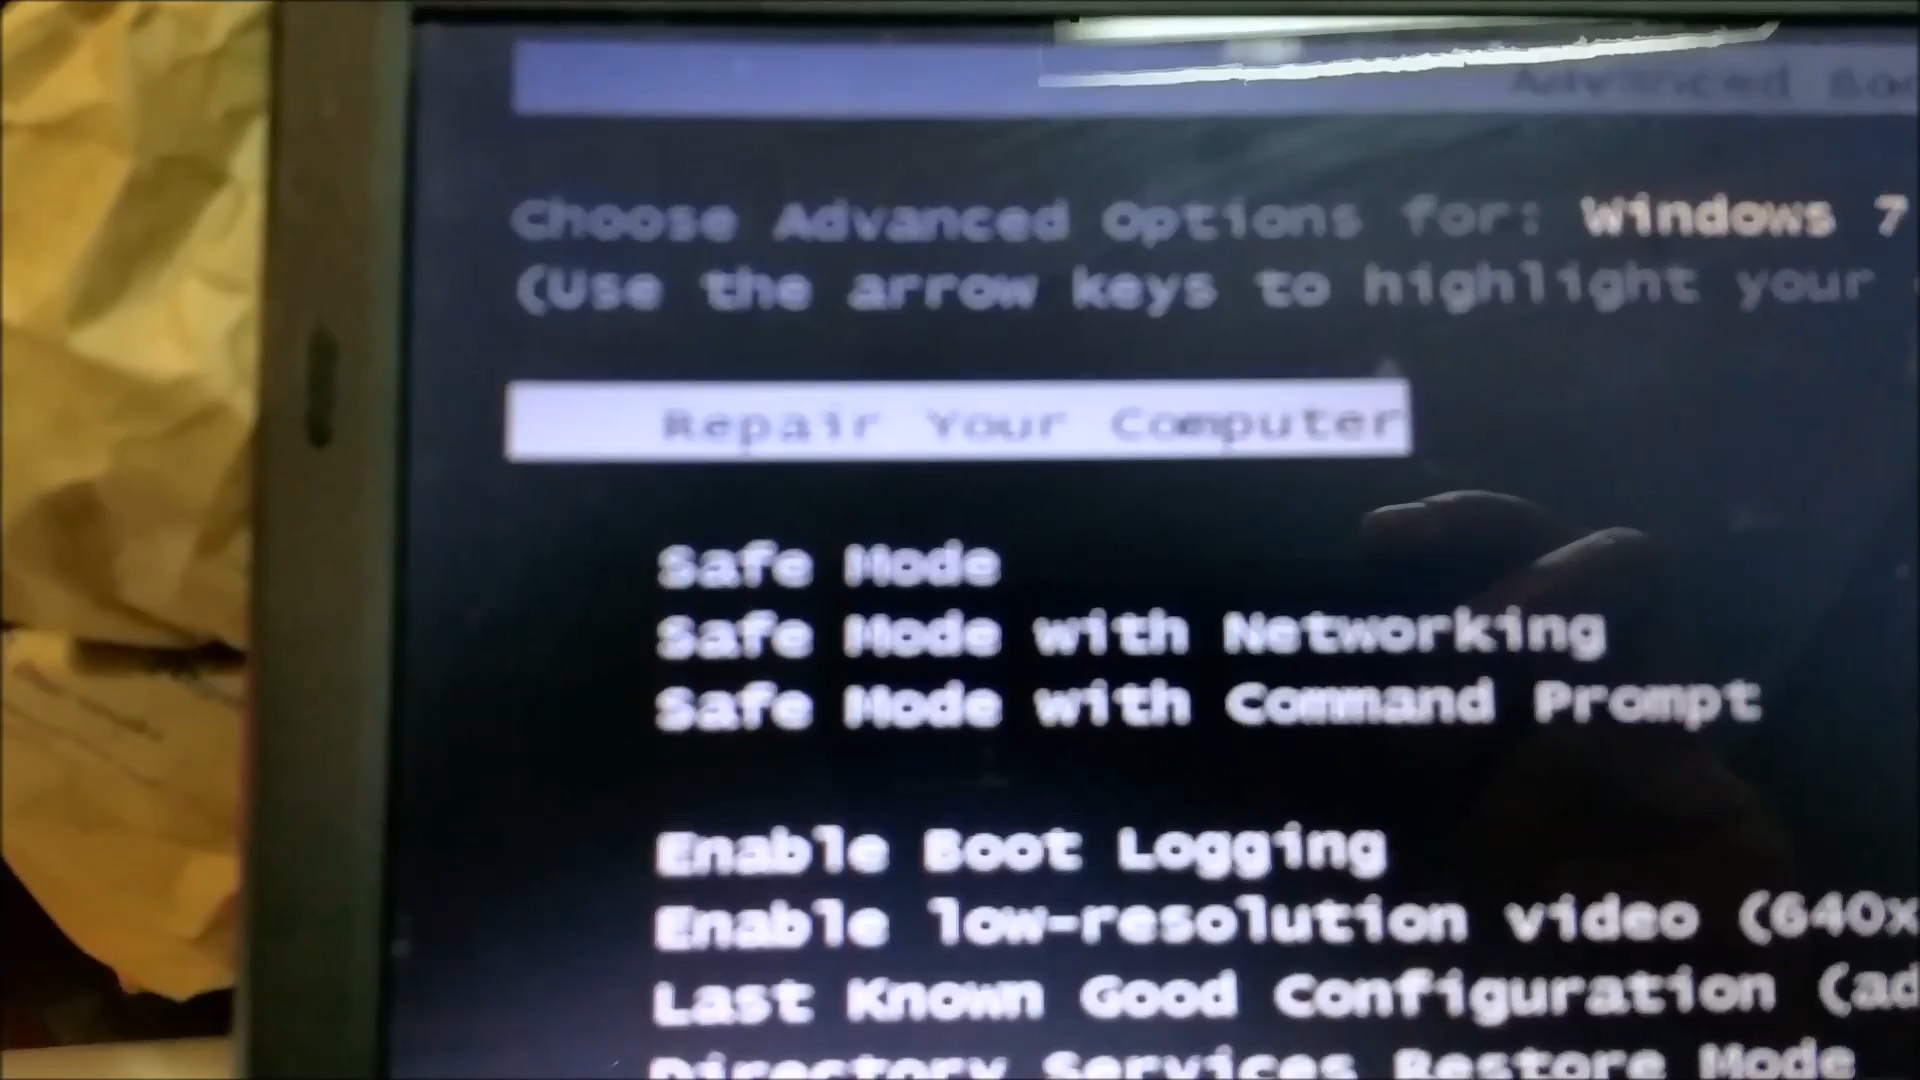 Advanced Boo
Choose Advanced Options for: Windows 7
(Use the arrow keys to highlight your
Repair Your Computer
Safe Mode
Safe Mode with Networking
Safe Mode with Command Prompt
Enable Boot Logging
Enable low-resolution video (640x
Last Known Good Configuration (ad
Directory Services Restore Mode